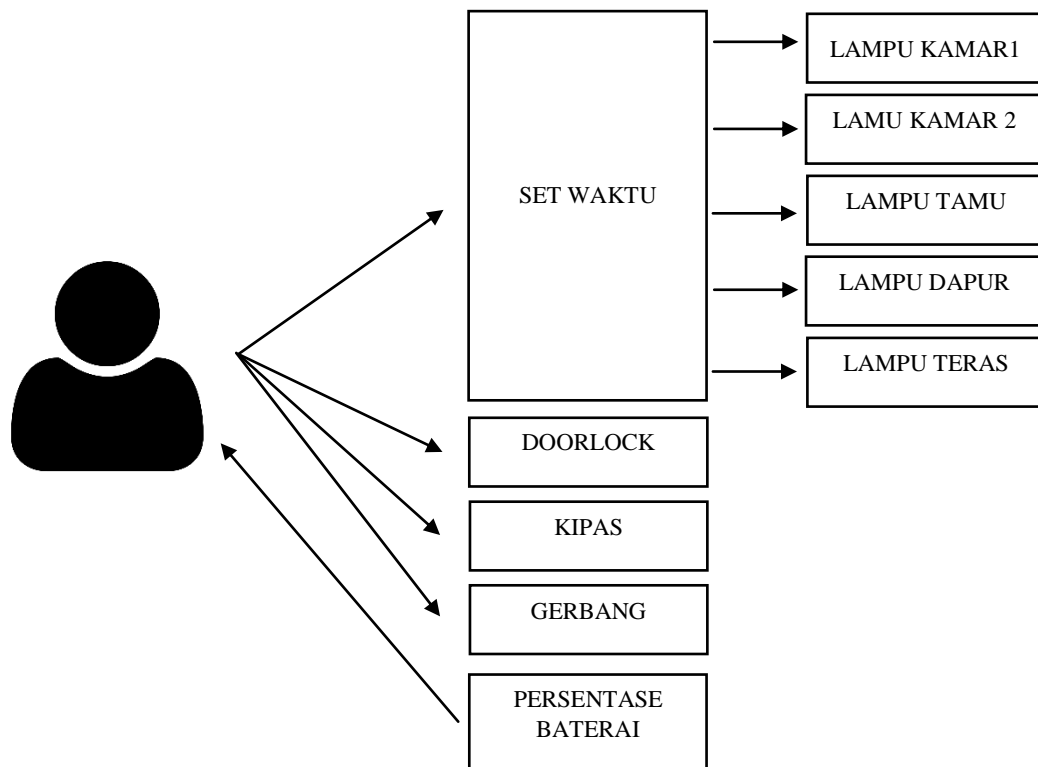 SET WAKTU
LAMPU KAMAR1
LAMU KAMAR 2
LAMPU TAMU
LAMPU DAPUR
LAMPU TERAS
DOORLOCK
KIPAS
GERBANG
PERSENTASE
BATERAI